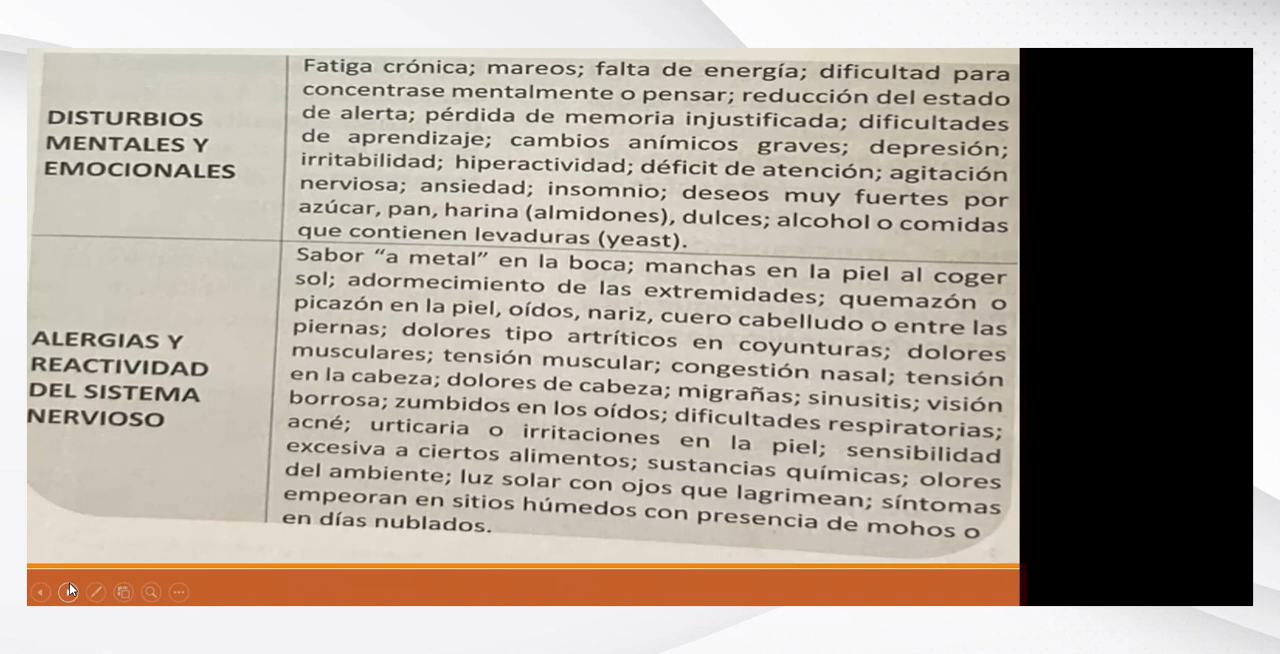 DISTURBIOS
MENTALES Y
EMOCIONALES
Fatiga crónica; mareos; falta de energía; dificultad para
concentrase mentalmente o pensar; reducción del estado
de alerta; pérdida de memoria injustificada; dificultades
de aprendizaje; cambios anímicos graves; depresión;
irritabilidad; hiperactividad; déficit de atención; agitación
nerviosa; ansiedad; insomnio; deseos muy fuertes por
azúcar, pan, harina (almidones), dulces; alcohol o comidas
que contienen levaduras (yeast).
ALERGIAS Y
REACTIVIDAD
DEL SISTEMA
NERVIOSO
Sabor “a metal” en la boca; manchas en la piel al coger
sol; adormecimiento de las extremidades; quemazón o
picazón en la piel, oídos, nariz, cuero cabelludo o entre las
piernas; dolores tipo artríticos en coyunturas; dolores
musculares; tensión muscular; congestión nasal; tensión
en la cabeza; dolores de cabeza; migrañas; sinusitis; visión
borrosa; zumbidos en los oídos; dificultades respiratorias;
acné; urticaria o irritaciones en la piel; sensibilidad
excesiva a ciertos alimentos; sustancias químicas; olores
del ambiente; luz solar con ojos que lagrimean; síntomas
empeoran en sitios húmedos con presencia de mohos o
en días nublados.